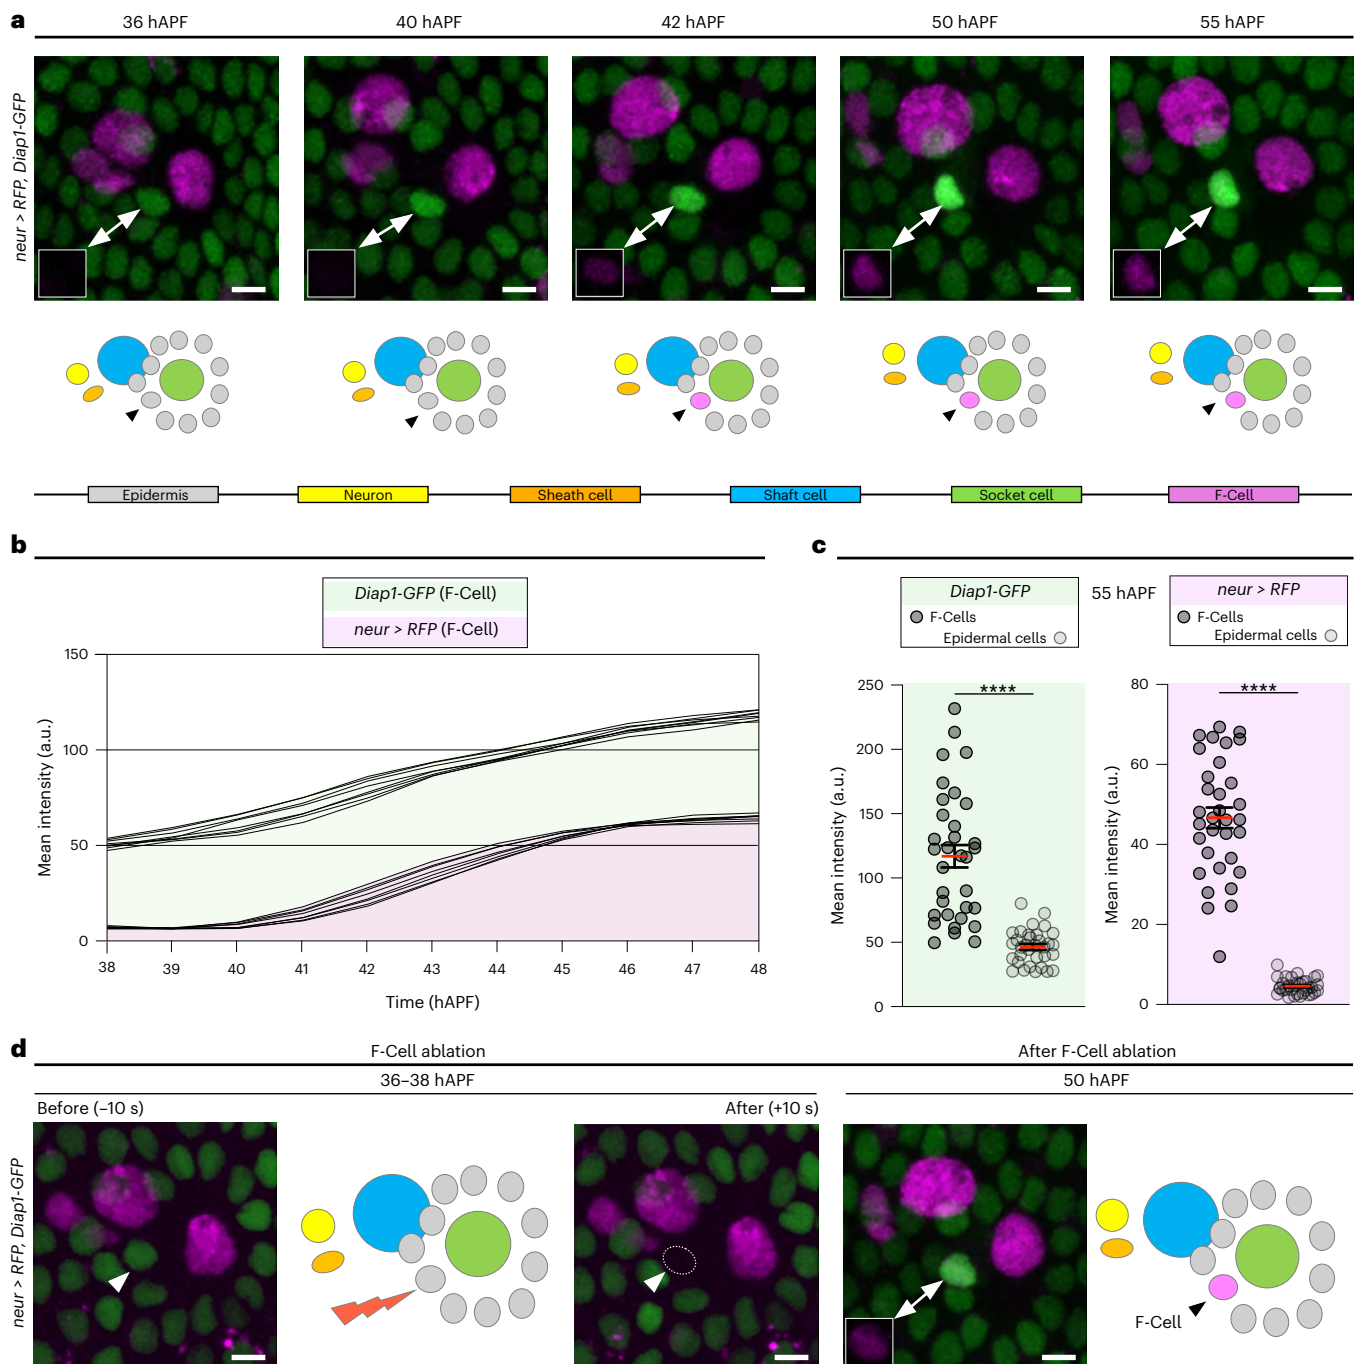 a
36 hAPF
40 hAPF
42 hAPF
50 hAPF
55 hAPF
neur > RFP, Diap1-GFP
Epidermis
Neuron
Sheath cell
Shaft cell
Socket cell
F-Cell
b
Diap1-GFP (F-Cell)
neur > RFP (F-Cell)
Mean intensity (a.u.)
150
100
50
0
38 39 40 41 42 43 44 45 46 47 48
Time (hAPF)
c
Diap1-GFP
F-Cells
Epidermal cells
55 hAPF
neur > RFP
F-Cells
Epidermal cells
Mean intensity (a.u.)
250
200
150
100
50
0
****
Mean intensity (a.u.)
80
60
40
20
0
****
d
F-Cell ablation
After F-Cell ablation
36–38 hAPF
50 hAPF
Before (–10 s)
After (+10 s)
neur > RFP, Diap1-GFP
F-Cell